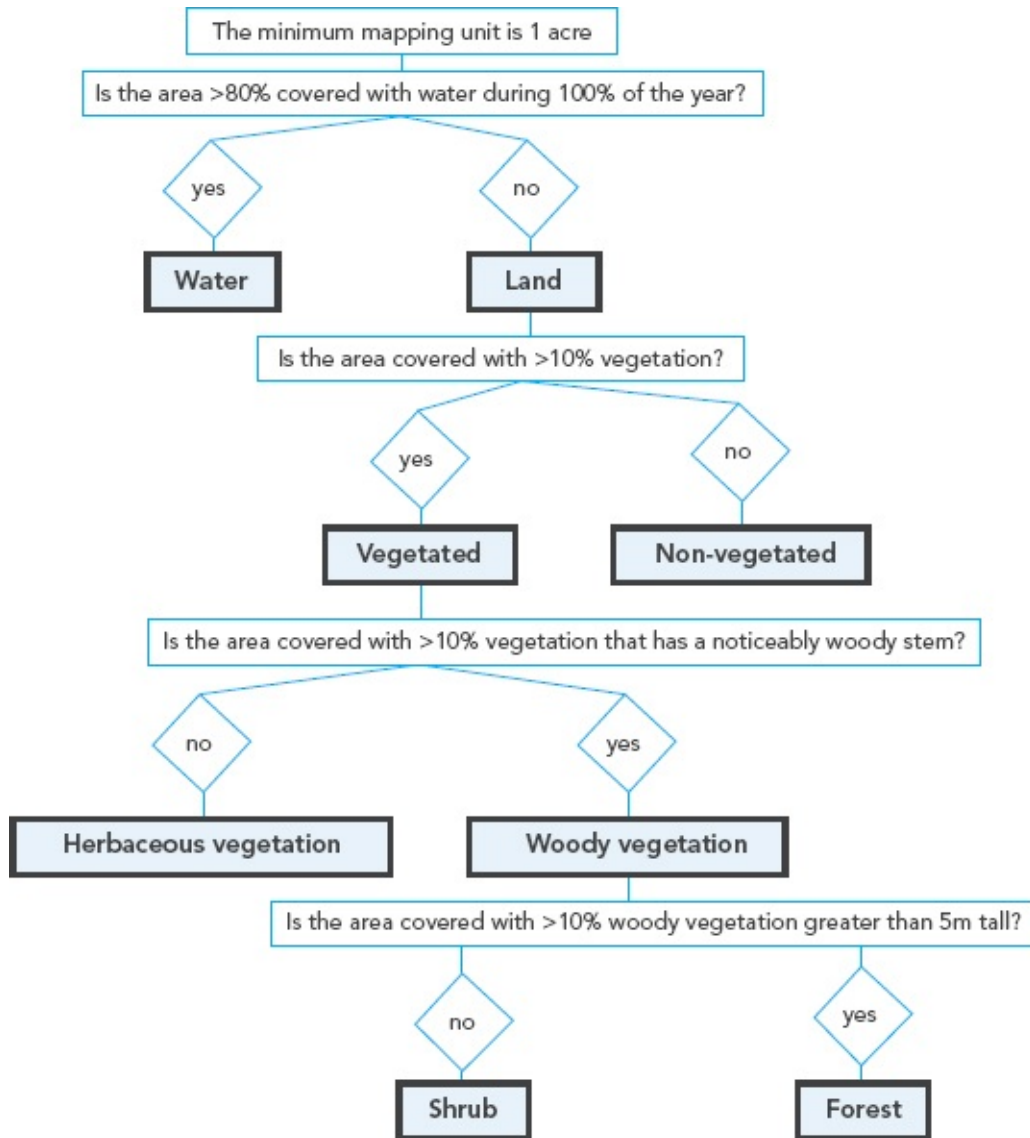 The minimum mapping unit is 1 acre
Is the area >80% covered with water during 100% of the year?
yes
no
Water
Land
Is the area covered with >10% vegetation?
yes
no
Vegetated
Non-vegetated
Is the area covered with >10% vegetation that has a noticeably woody stem?
no
yes
Herbaceous vegetation
Woody vegetation
Is the area covered with >10% woody vegetation greater than 5m tall?
no
yes
Shrub
Forest